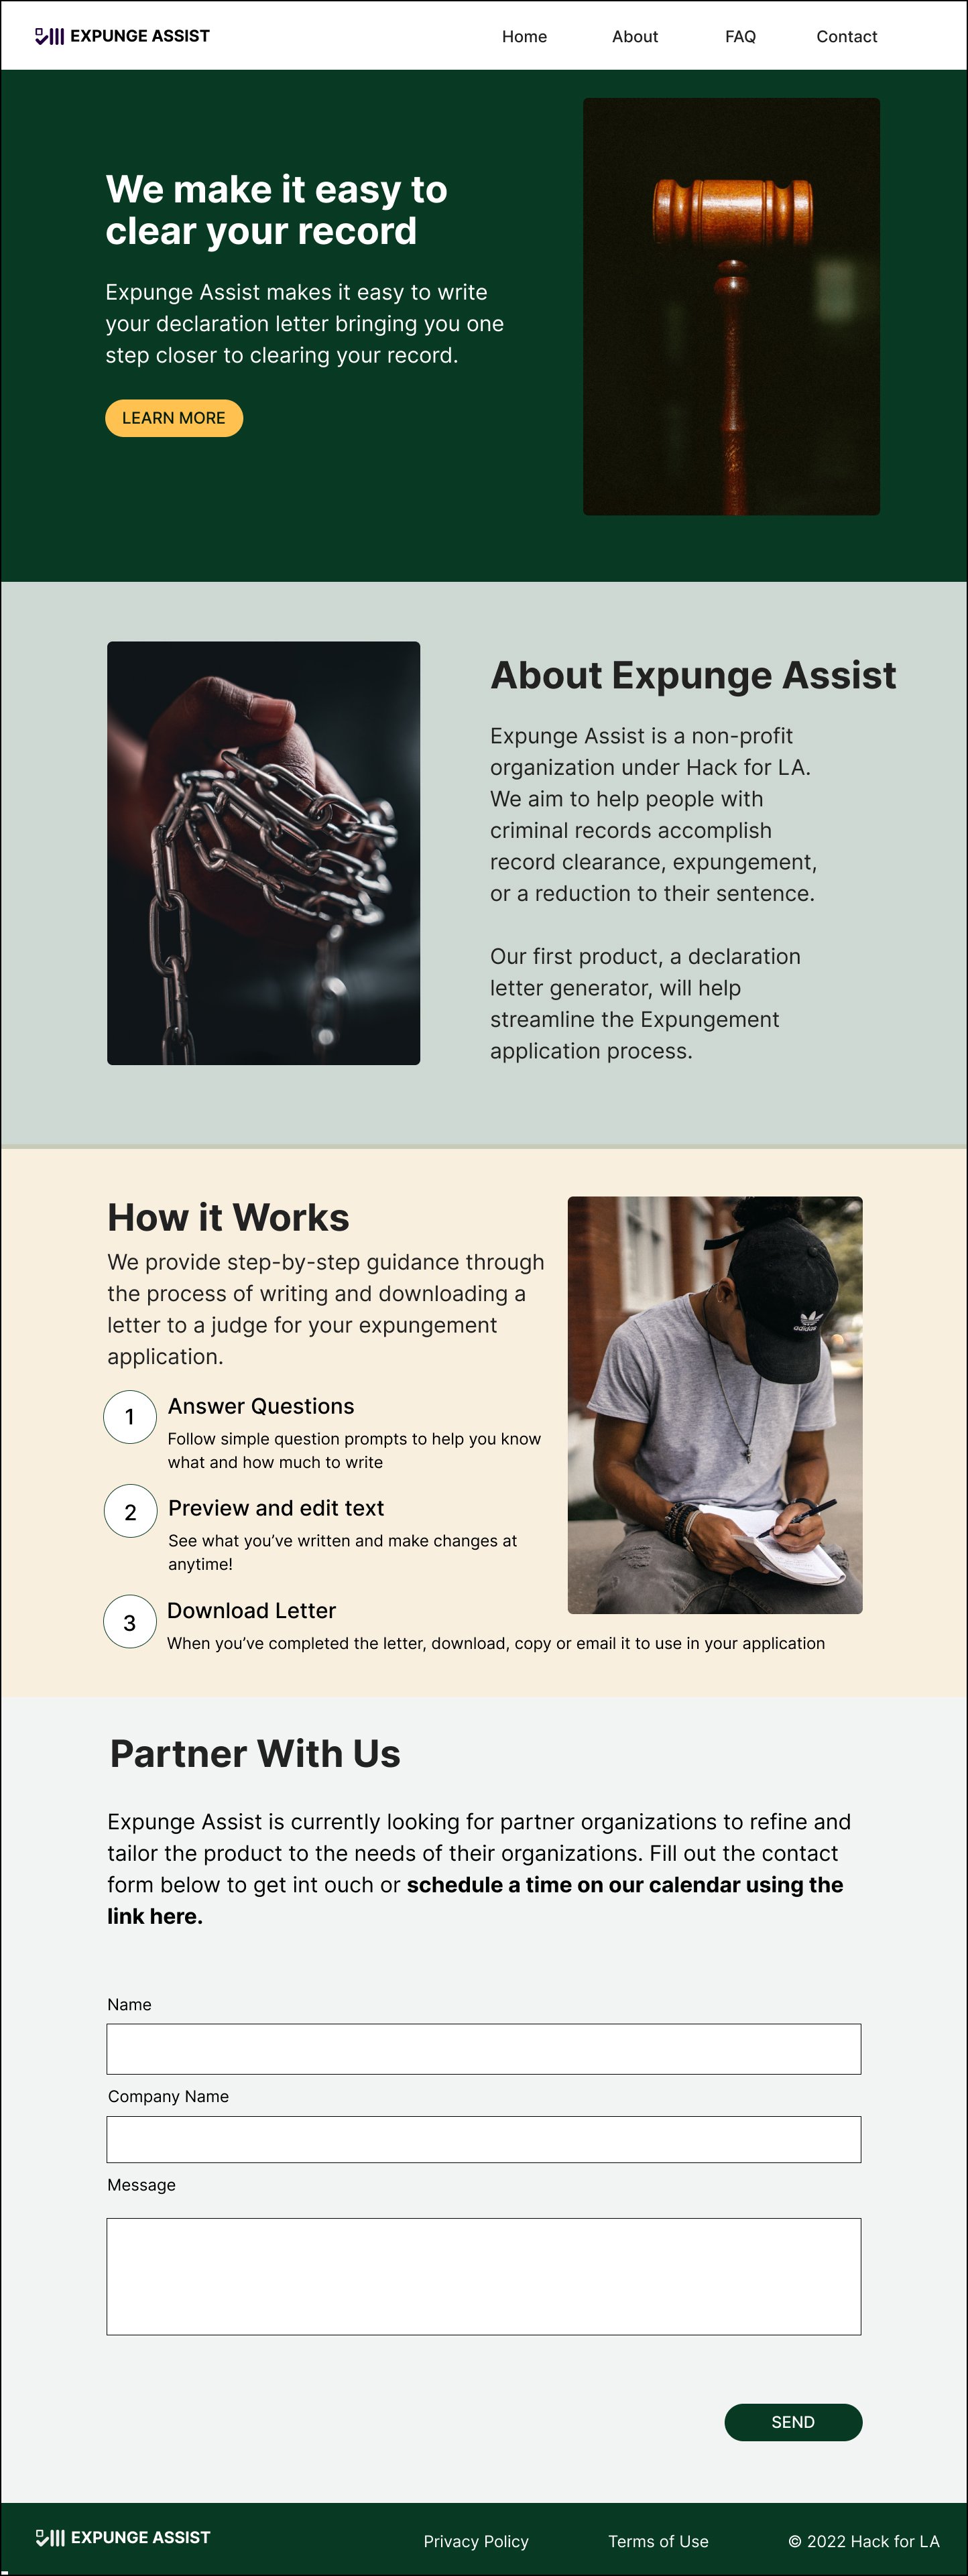 EXPUNGE ASSIST
Home About FAQ Contact
We make it easy to
clear your record
Expunge Assist makes it easy to write
your declaration letter bringing you one
step closer to clearing your record.
LEARN MORE
About Expunge Assist
Expunge Assist is a non-profit
organization under Hack for LA.
We aim to help people with
criminal records accomplish
record clearance, expungement,
or a reduction to their sentence.
Our first product, a declaration
letter generator, will help
streamline the Expungement
application process.
How it Works
We provide step-by-step guidance through
the process of writing and downloading a
letter to a judge for your expungement
application.
1
Answer Questions
Follow simple question prompts to help you know
what and how much to write
2
Preview and edit text
See what you’ve written and make changes at
anytime!
3
Download Letter
When you’ve completed the letter, download, copy or email it to use in your application
adidas
Partner With Us
Expunge Assist is currently looking for partner organizations to refine and
tailor the product to the needs of their organizations. Fill out the contact
form below to get int ouch or schedule a time on our calendar using the
link here.
Name
Company Name
Message
SEND
EXPUNGE ASSIST
Privacy Policy Terms of Use © 2022 Hack for LA